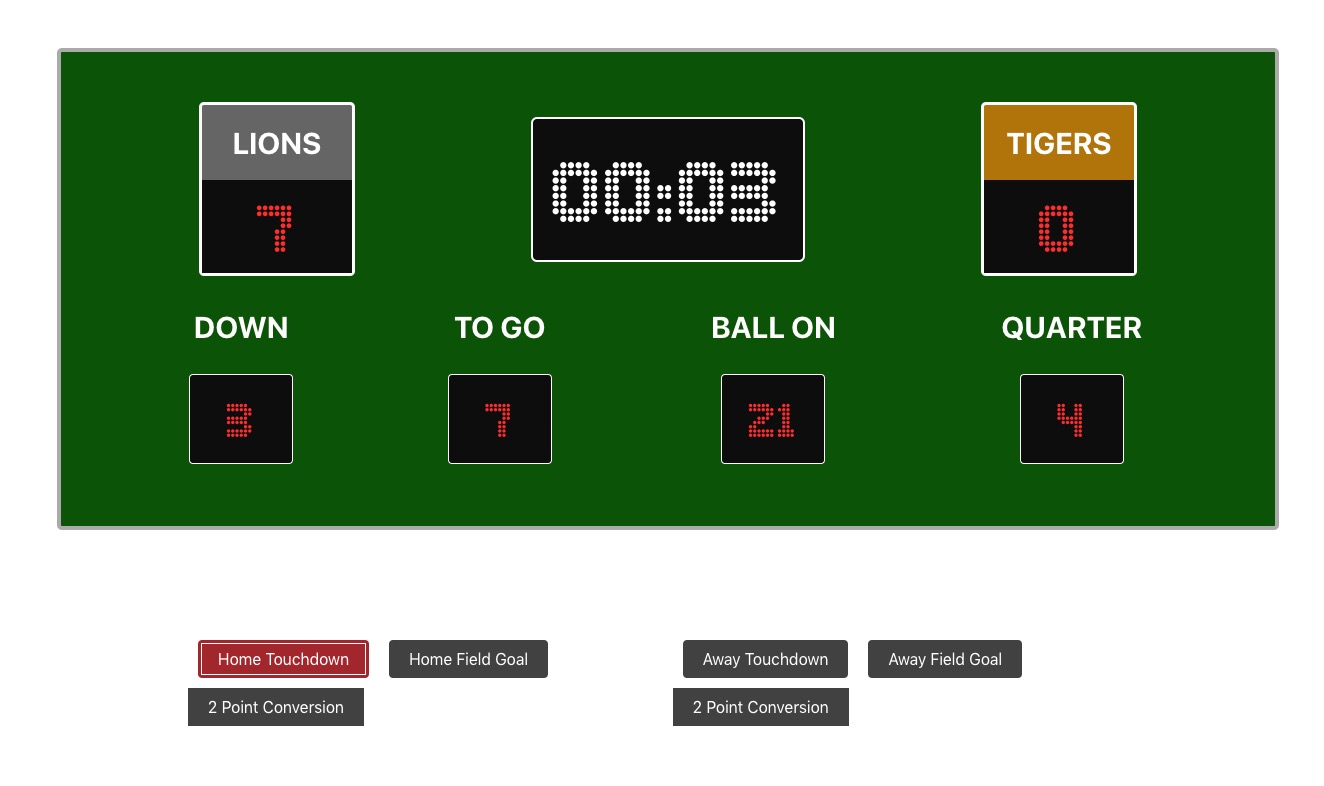 LIONS
00:03
TIGERS
7
0
DOWN
TO GO
BALL ON
QUARTER
3
7
21
4
Home Touchdown
Home Field Goal
Away Touchdown
Away Field Goal
2 Point Conversion
2 Point Conversion